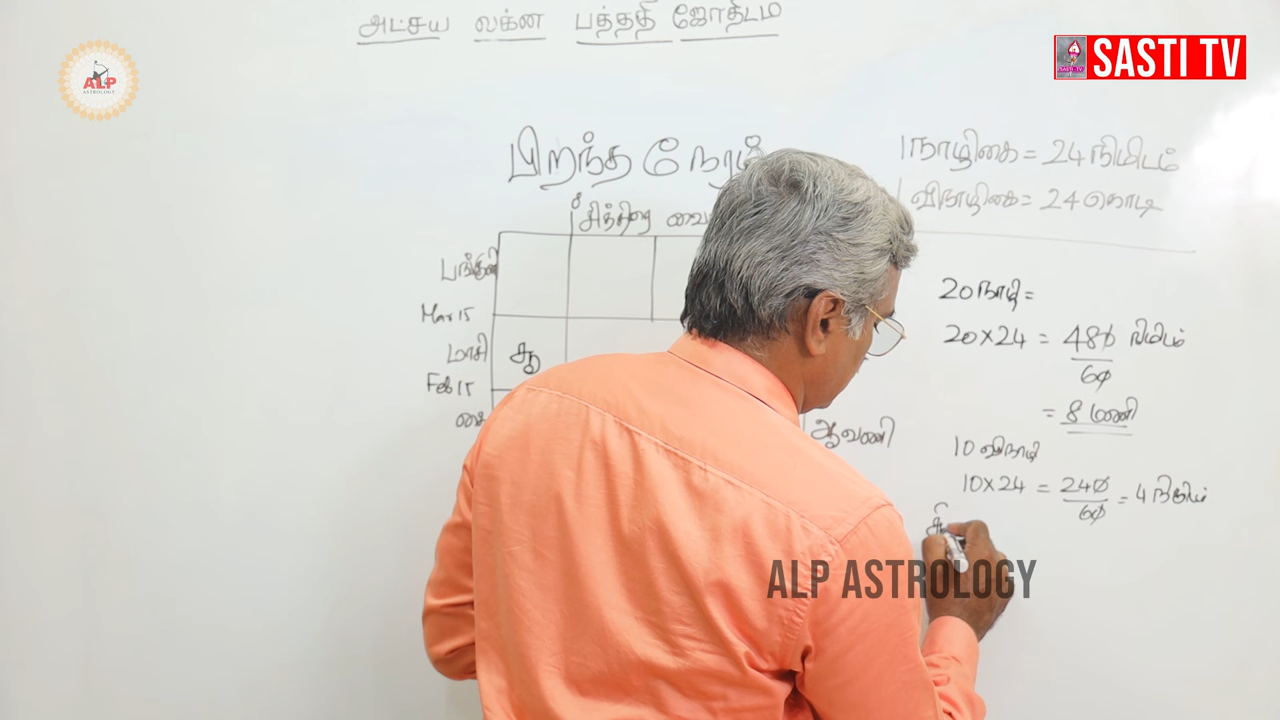 அட்சய லக்ன பத்ததி ஜோதிடம்
ALP
ASTROLOGY
SASTI TV
பிறந்த நேரம்
1 நாழிகை = 24 நிமிடம்
1 விநாழிகை = 24 நொடி
சித்திரை வை
பங்குனி
Mar 15
மாசி
Feb 15
தை
ஆவணி
20 நாழி =
20 × 24 = 480 நிமிடம்
60
= 8 மணி
10 விநாழி
10 × 24 = 240 = 4 நிமிடம்
60
ALP ASTROLOGY